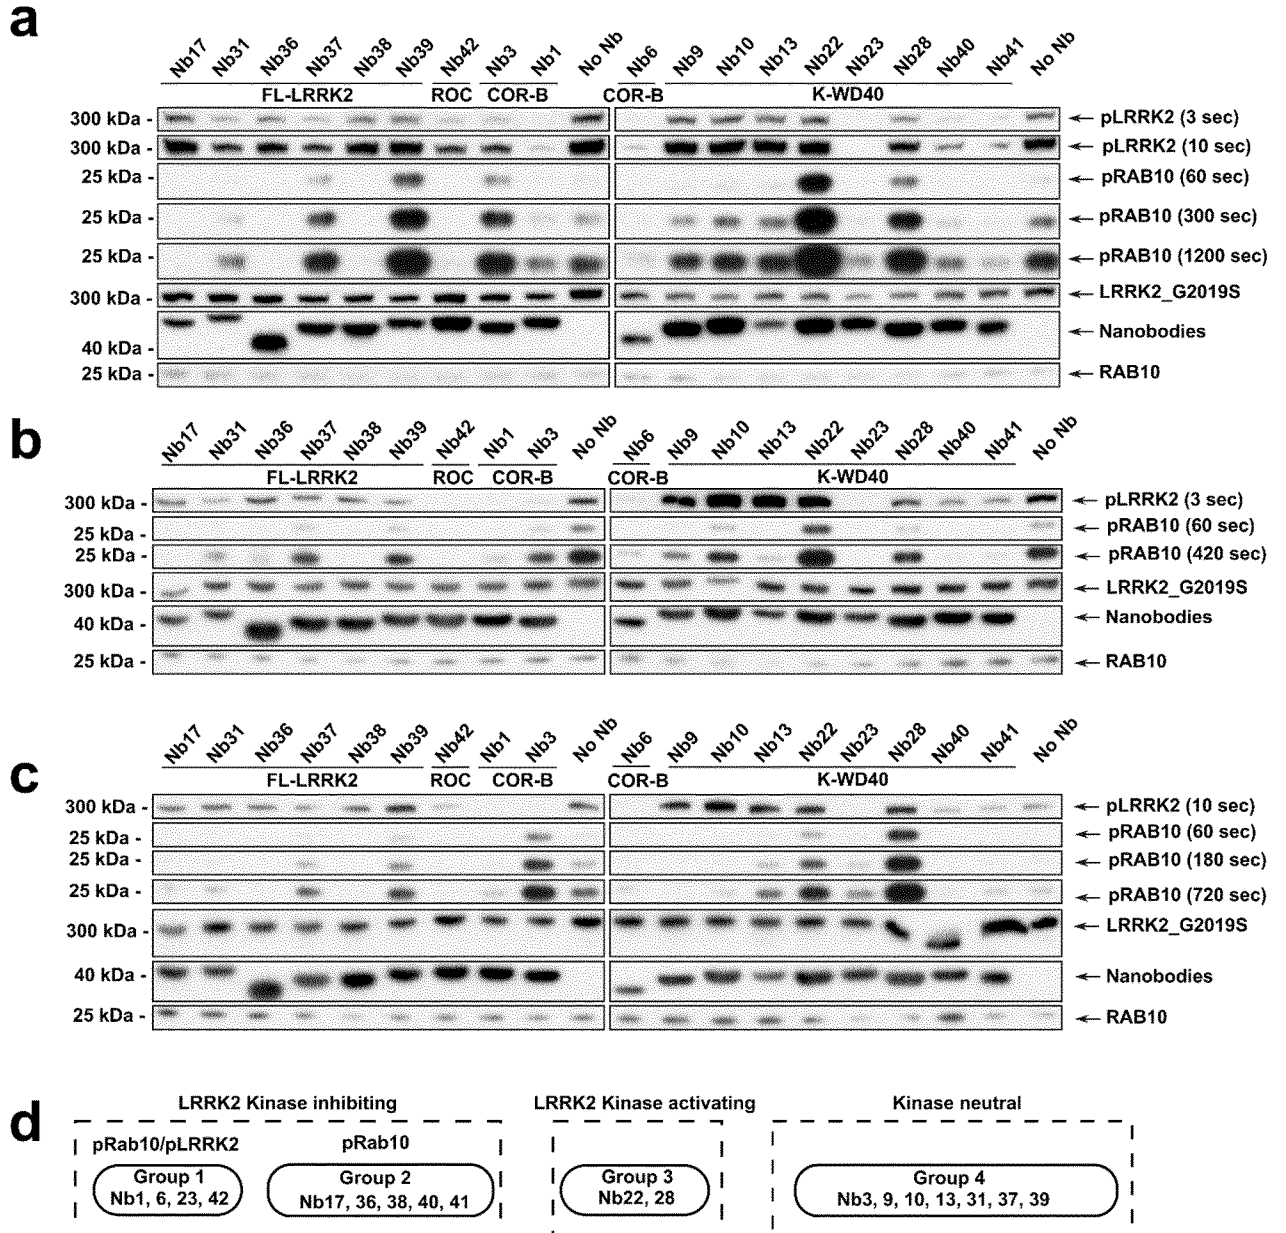 a
Nb17 Nb31 Nb36 Nb37 Nb38 Nb39 Nb42 Nb3 Nb1 No Nb Nb6 Nb9 Nb10 Nb13 Nb22 Nb23 Nb28 Nb40 Nb41 No Nb
FL-LRRK2 ROC COR-B COR-B K-WD40
300 kDa - ← pLRRK2 (3 sec)
300 kDa - ← pLRRK2 (10 sec)
25 kDa - ← pRAB10 (60 sec)
25 kDa - ← pRAB10 (300 sec)
25 kDa - ← pRAB10 (1200 sec)
300 kDa - ← LRRK2_G2019S
← Nanobodies
40 kDa -
25 kDa - ← RAB10
b
Nb17 Nb31 Nb36 Nb37 Nb38 Nb39 Nb42 Nb1 Nb3 No Nb Nb6 Nb9 Nb10 Nb13 Nb22 Nb23 Nb28 Nb40 Nb41 No Nb
FL-LRRK2 ROC COR-B COR-B K-WD40
300 kDa - ← pLRRK2 (3 sec)
25 kDa - ← pRAB10 (60 sec)
25 kDa - ← pRAB10 (420 sec)
300 kDa - ← LRRK2_G2019S
40 kDa - ← Nanobodies
25 kDa - ← RAB10
c
Nb17 Nb31 Nb36 Nb37 Nb38 Nb39 Nb42 Nb1 Nb3 No Nb Nb6 Nb9 Nb10 Nb13 Nb22 Nb23 Nb28 Nb40 Nb41 No Nb
FL-LRRK2 ROC COR-B COR-B K-WD40
300 kDa - ← pLRRK2 (10 sec)
25 kDa - ← pRAB10 (60 sec)
25 kDa - ← pRAB10 (180 sec)
25 kDa - ← pRAB10 (720 sec)
300 kDa - ← LRRK2_G2019S
40 kDa - ← Nanobodies
25 kDa - ← RAB10
d
LRRK2 Kinase inhibiting LRRK2 Kinase activating Kinase neutral
pRab10/pLRRK2 pRab10
Group 1 Group 2 Group 3 Group 4
Nb1, 6, 23, 42 Nb17, 36, 38, 40, 41 Nb22, 28 Nb3, 9, 10, 13, 31, 37, 39